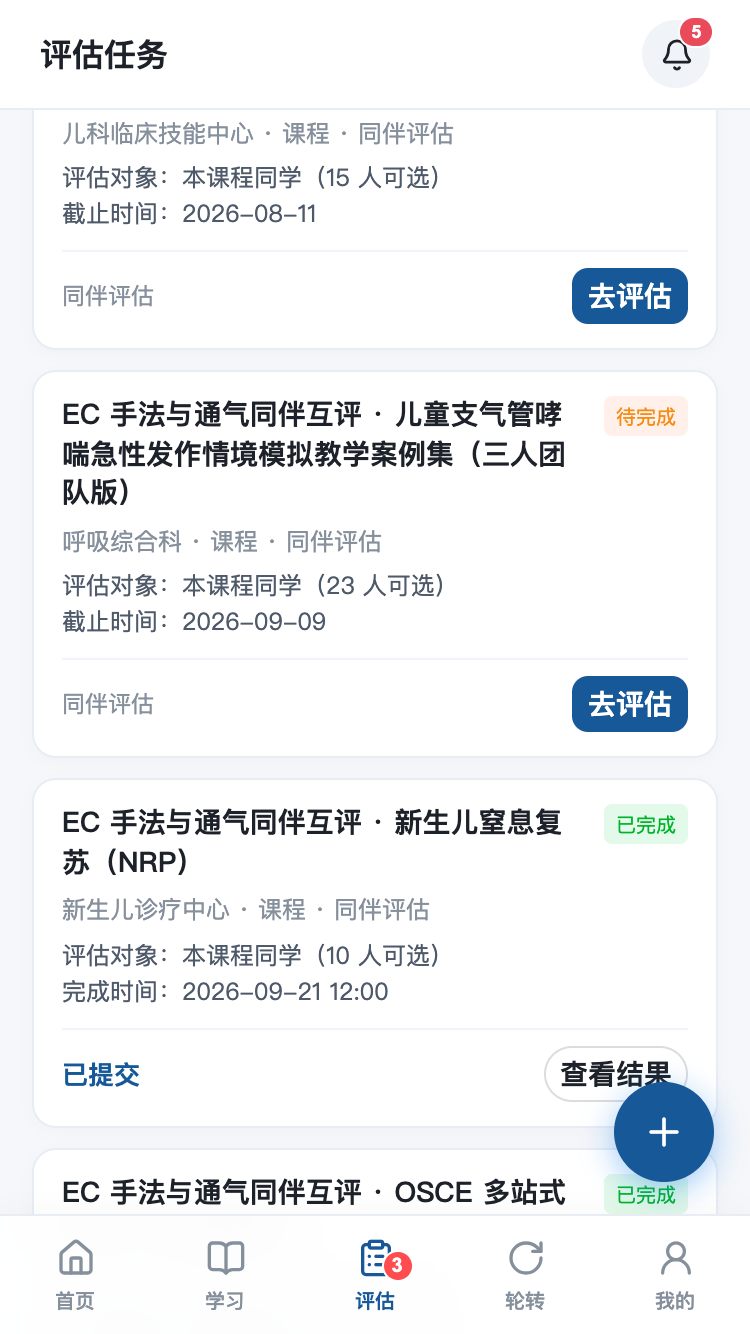 评估任务
5
儿科临床技能中心 · 课程 · 同伴评估
评估对象：本课程同学（15 人可选）
截止时间：2026-08-11
同伴评估
去评估
EC 手法与通气同伴互评 · 儿童支气管哮
喘急性发作情境模拟教学案例集（三人团
队版）
待完成
呼吸综合科 · 课程 · 同伴评估
评估对象：本课程同学（23 人可选）
截止时间：2026-09-09
同伴评估
去评估
EC 手法与通气同伴互评 · 新生儿窒息复
苏（NRP）
已完成
新生儿诊疗中心 · 课程 · 同伴评估
评估对象：本课程同学（10 人可选）
完成时间：2026-09-21 12:00
已提交
查看结果
EC 手法与通气同伴互评 · OSCE 多站式
已完成
首页
学习
3
评估
轮转
我的